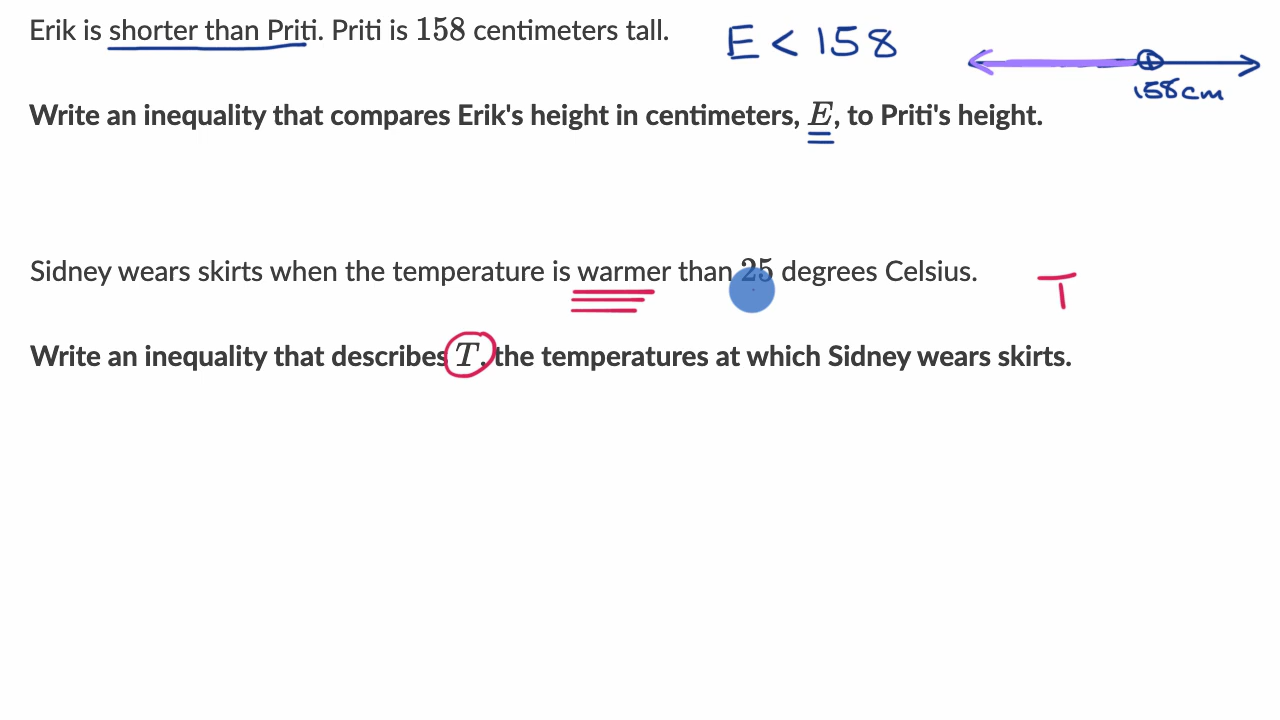 Erik is shorter than Priti. Priti is 158 centimeters tall.
E < 158
158cm
Write an inequality that compares Erik's height in centimeters, E, to Priti's height.
Sidney wears skirts when the temperature is warmer than 25 degrees Celsius.
T
Write an inequality that describes T, the temperatures at which Sidney wears skirts.